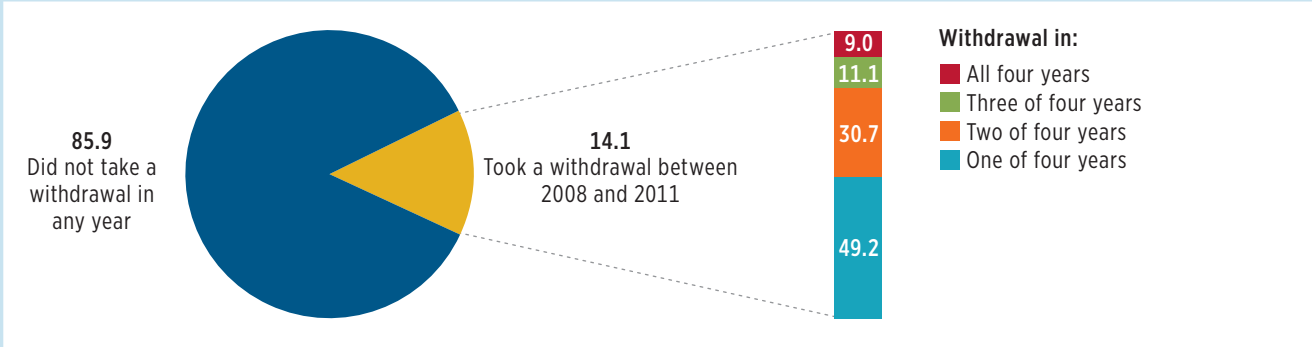 85.9
Did not take a
withdrawal in
any year
14.1
Took a withdrawal between
2008 and 2011
9.0
11.1
30.7
49.2
Withdrawal in:
All four years
Three of four years
Two of four years
One of four years